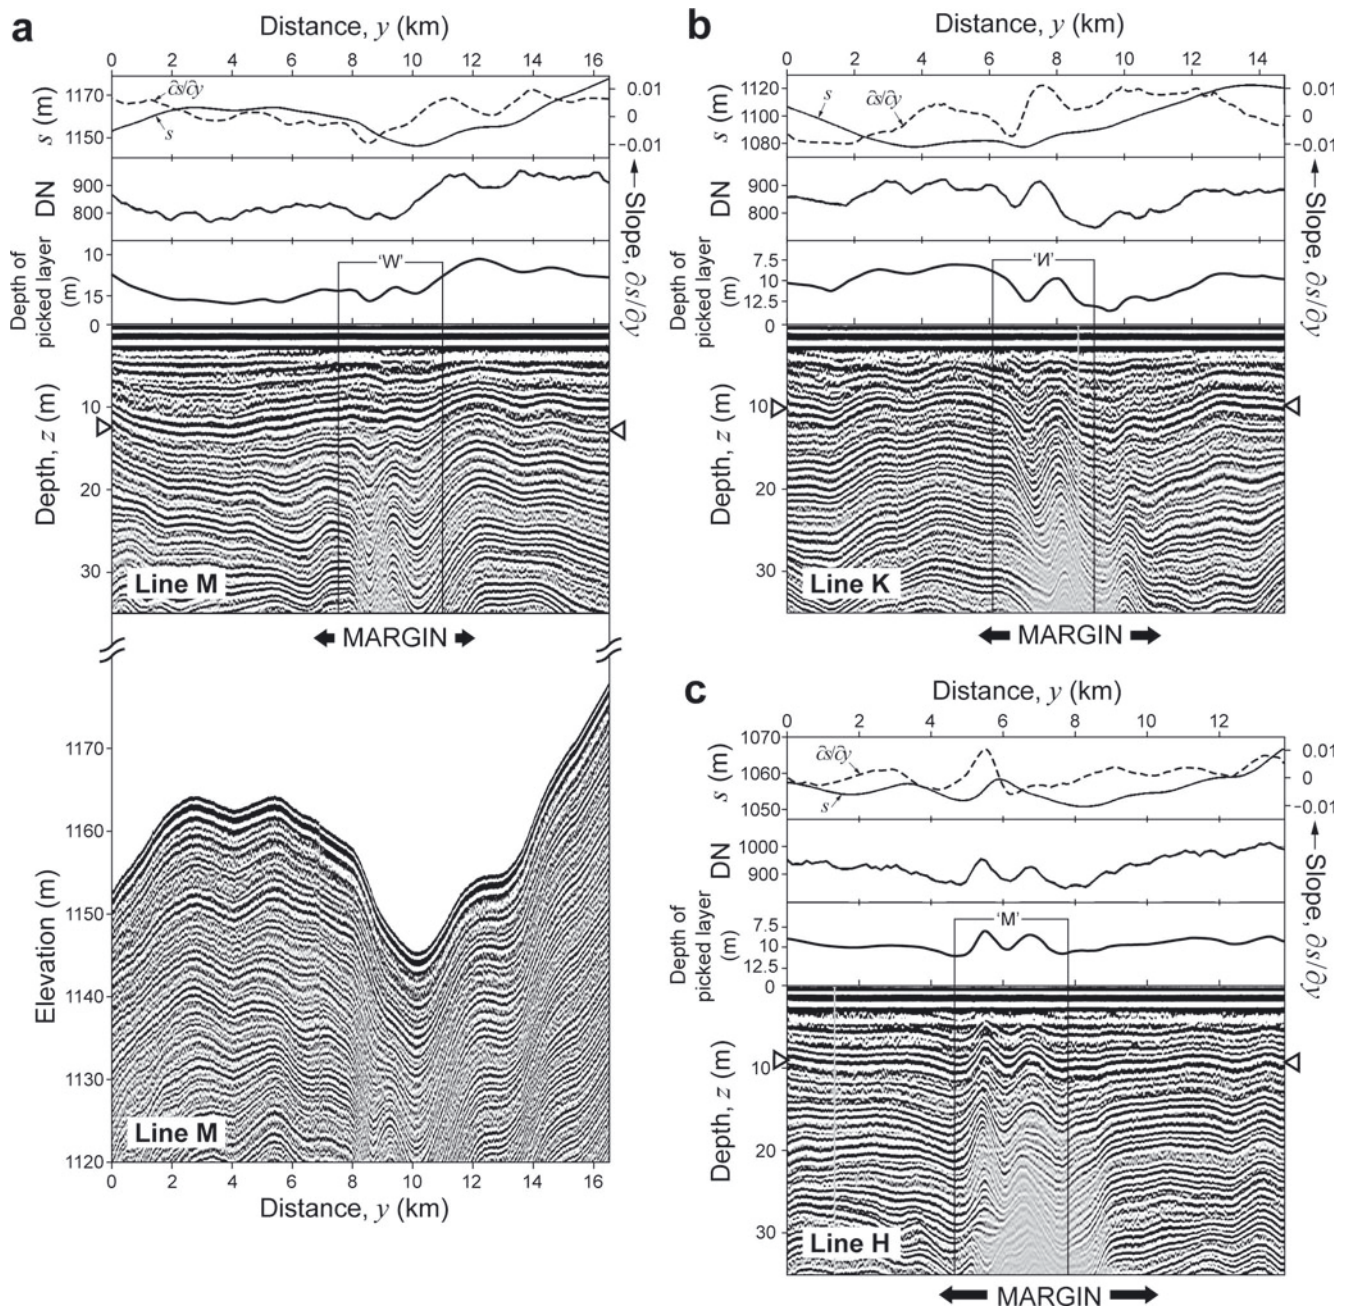 a
Distance, y (km)
0 2 4 6 8 10 12 14 16
s (m)
1170
1150
∂s/∂y
s
0.01
0
−0.01
DN
900
800
Slope, ∂s/∂y
Depth of
picked layer
(m)
10
15
'W'
0
10
20
30
Depth, z (m)
Line M
MARGIN
Elevation (m)
1170
1160
1150
1140
1130
1120
Line M
0 2 4 6 8 10 12 14 16
Distance, y (km)
b
Distance, y (km)
0 2 4 6 8 10 12 14
s (m)
1120
1100
1080
s
∂s/∂y
0.01
0
−0.01
DN
900
800
Slope, ∂s/∂y
Depth of
picked layer
(m)
7.5
10
12.5
'И'
0
10
20
30
Depth, z (m)
Line K
MARGIN
c
Distance, y (km)
0 2 4 6 8 10 12
s (m)
1070
1060
1050
∂s/∂y
s
0.01
0
−0.01
DN
1000
900
Slope, ∂s/∂y
Depth of
picked layer
(m)
7.5
10
12.5
'M'
0
10
20
30
Depth, z (m)
Line H
MARGIN